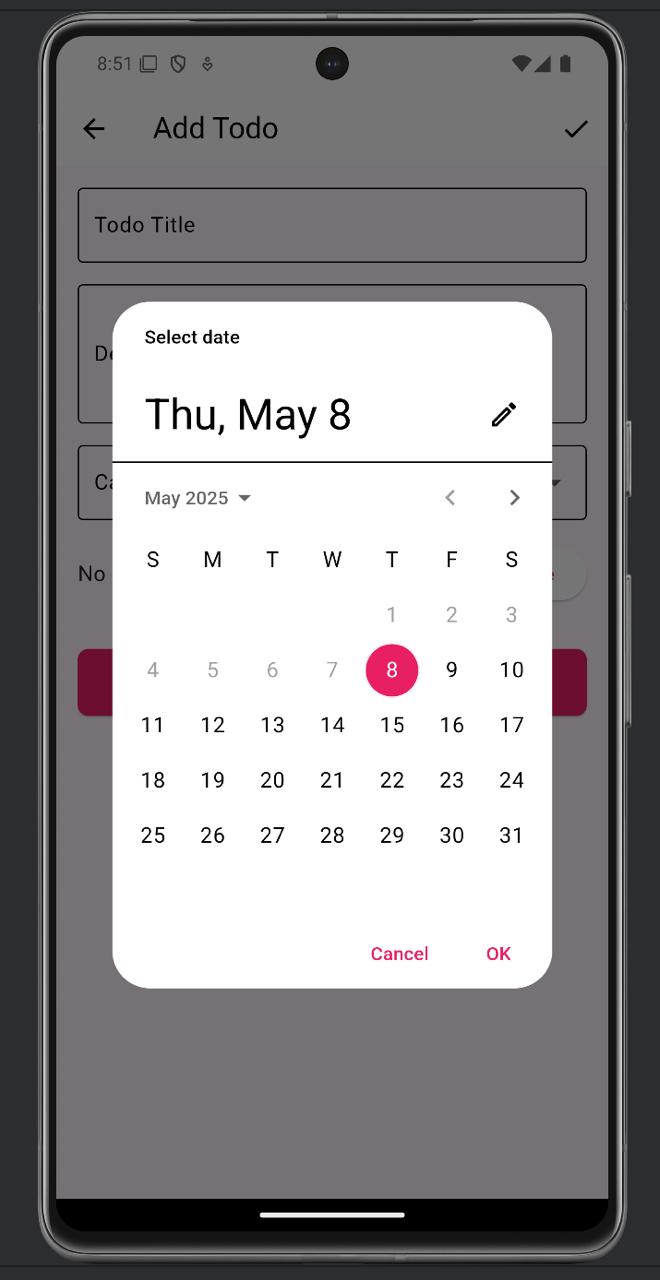 8:51
Add Todo
Todo Title
Select date
Thu, May 8
May 2025
S M T W T F S
1 2 3
4 5 6 7 8 9 10
11 12 13 14 15 16 17
18 19 20 21 22 23 24
25 26 27 28 29 30 31
No
Cancel OK